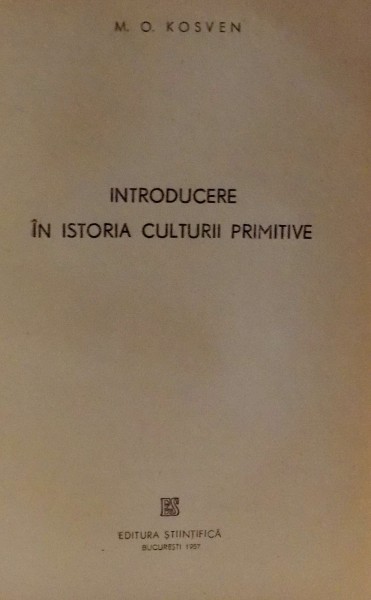 M. O. KOSVEN
INTRODUCERE
ÎN ISTORIA CULTURII PRIMITIVE
ES
EDITURA ȘTIINȚIFICĂ
BUCUREȘTI 1957